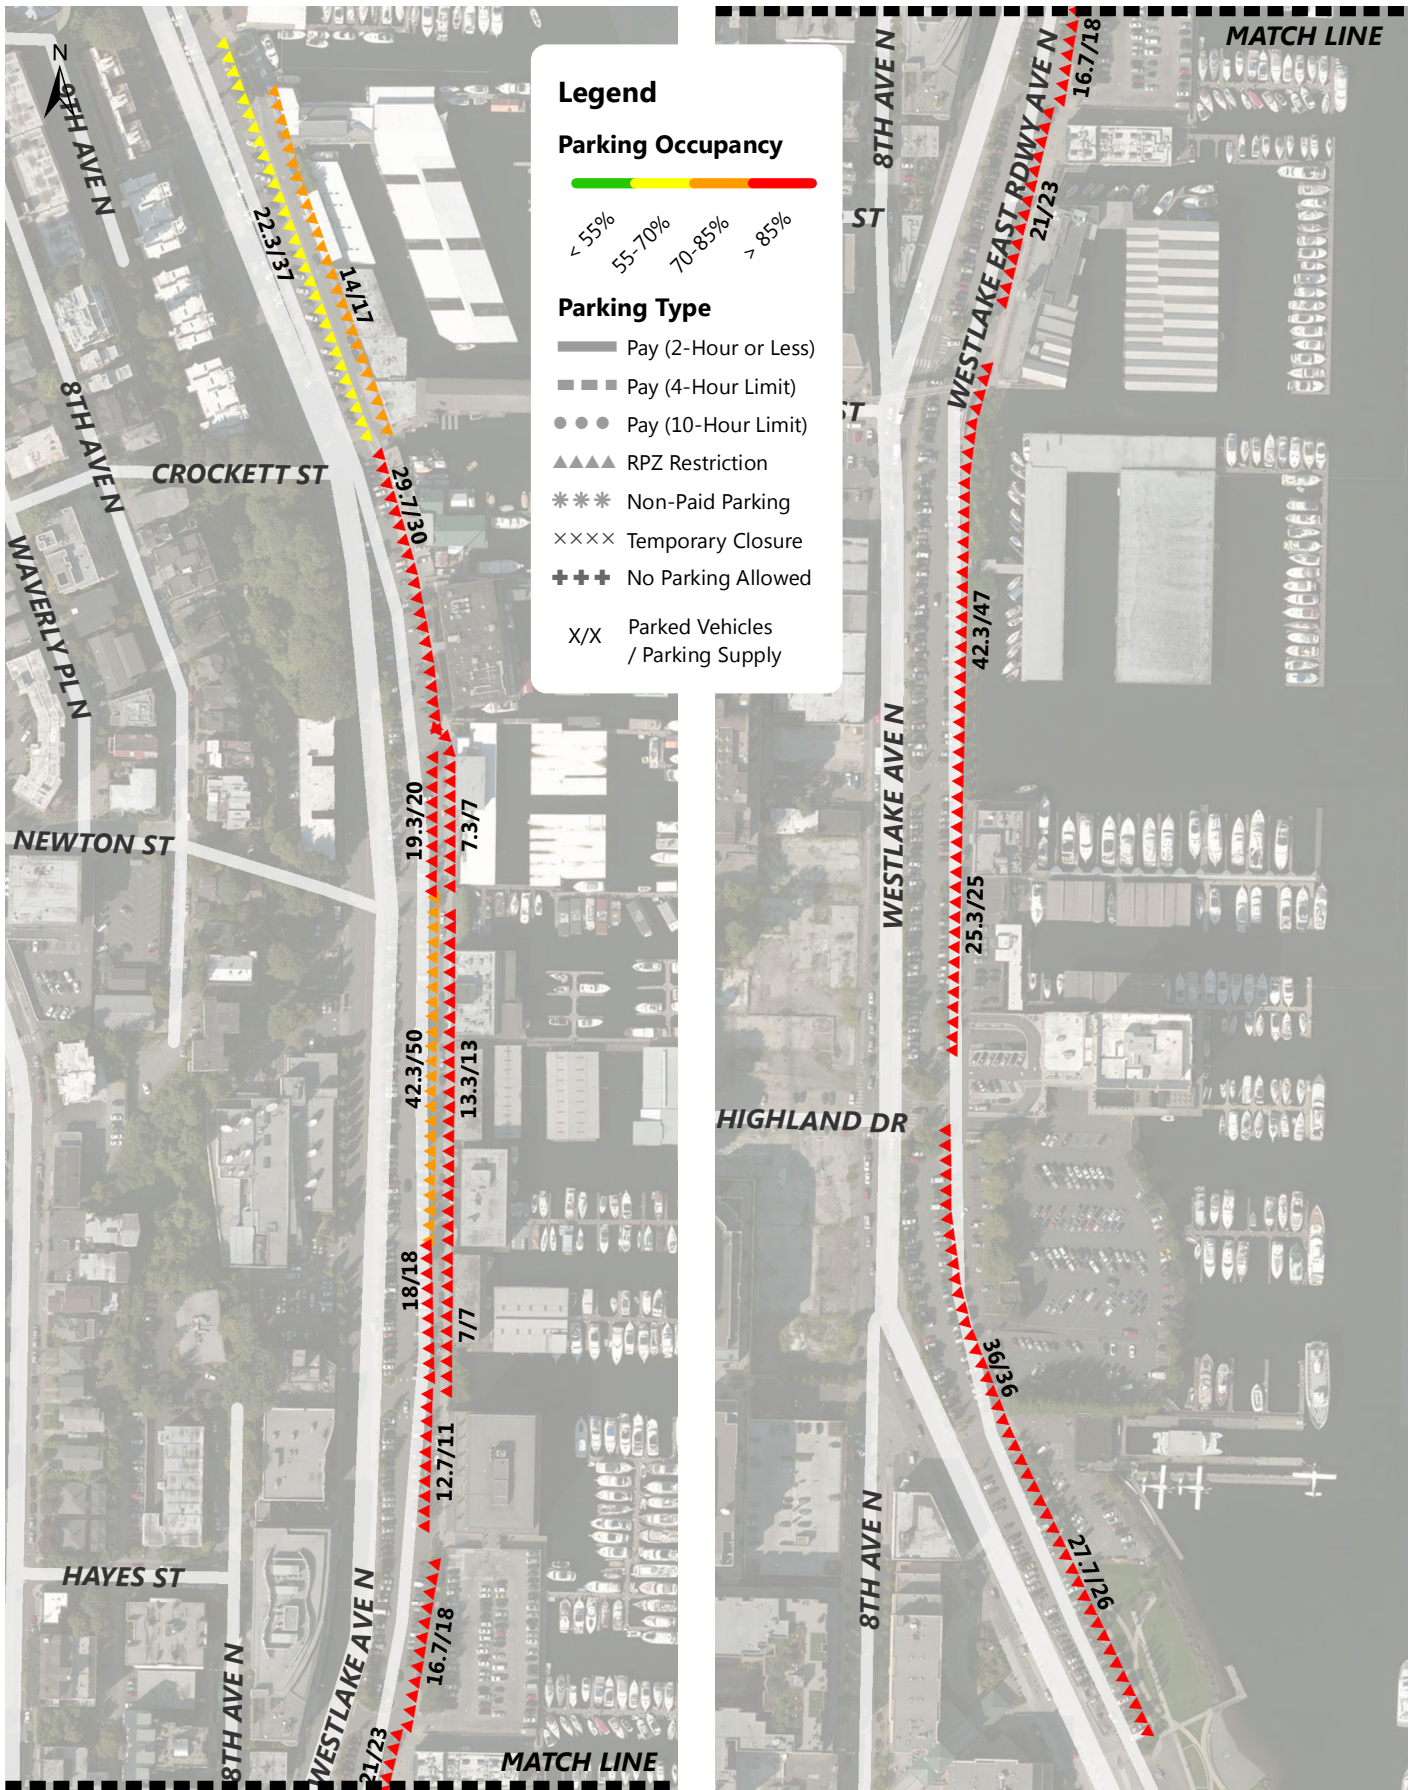 N
9TH AVE N
22.3/37
14/17
8TH AVE N
CROCKETT ST
29.7/30
WAVERLY PL N
19.3/20
7.3/7
NEWTON ST
42.3/50
13.3/13
18/18
7/7
12.7/11
HAYES ST
8TH AVE N
WESTLAKE AVE N
16.7/18
21/23
MATCH LINE
Legend
Parking Occupancy
< 55%
55-70%
70-85%
> 85%
Parking Type
Pay (2-Hour or Less)
Pay (4-Hour Limit)
Pay (10-Hour Limit)
RPZ Restriction
Non-Paid Parking
Temporary Closure
No Parking Allowed
X/X
Parked Vehicles
/ Parking Supply
MATCH LINE
8TH AVE N
16.7/18
WESTLAKE EAST RDWY AVE N
21/23
ST
ST
42.3/47
WESTLAKE AVE N
25.3/25
HIGHLAND DR
36/36
8TH AVE N
27.7/26